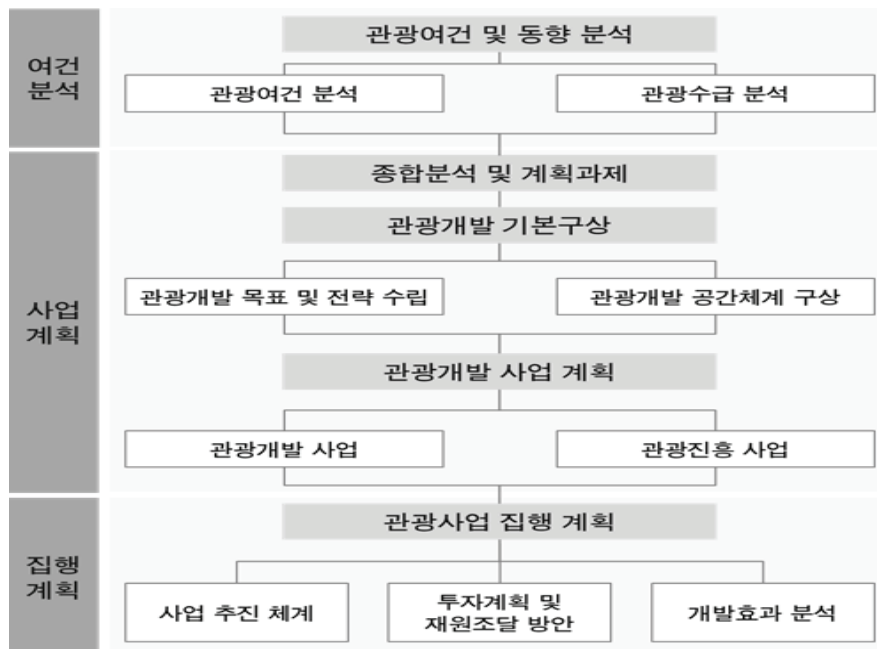 여건
분석
관광여건 및 동향 분석
관광여건 분석
관광수급 분석
사업
계획
종합분석 및 계획과제
관광개발 기본구상
관광개발 목표 및 전략 수립
관광개발 공간체계 구상
관광개발 사업 계획
관광개발 사업
관광진흥 사업
집행
계획
관광사업 집행 계획
사업 추진 체계
투자계획 및
재원조달 방안
개발효과 분석